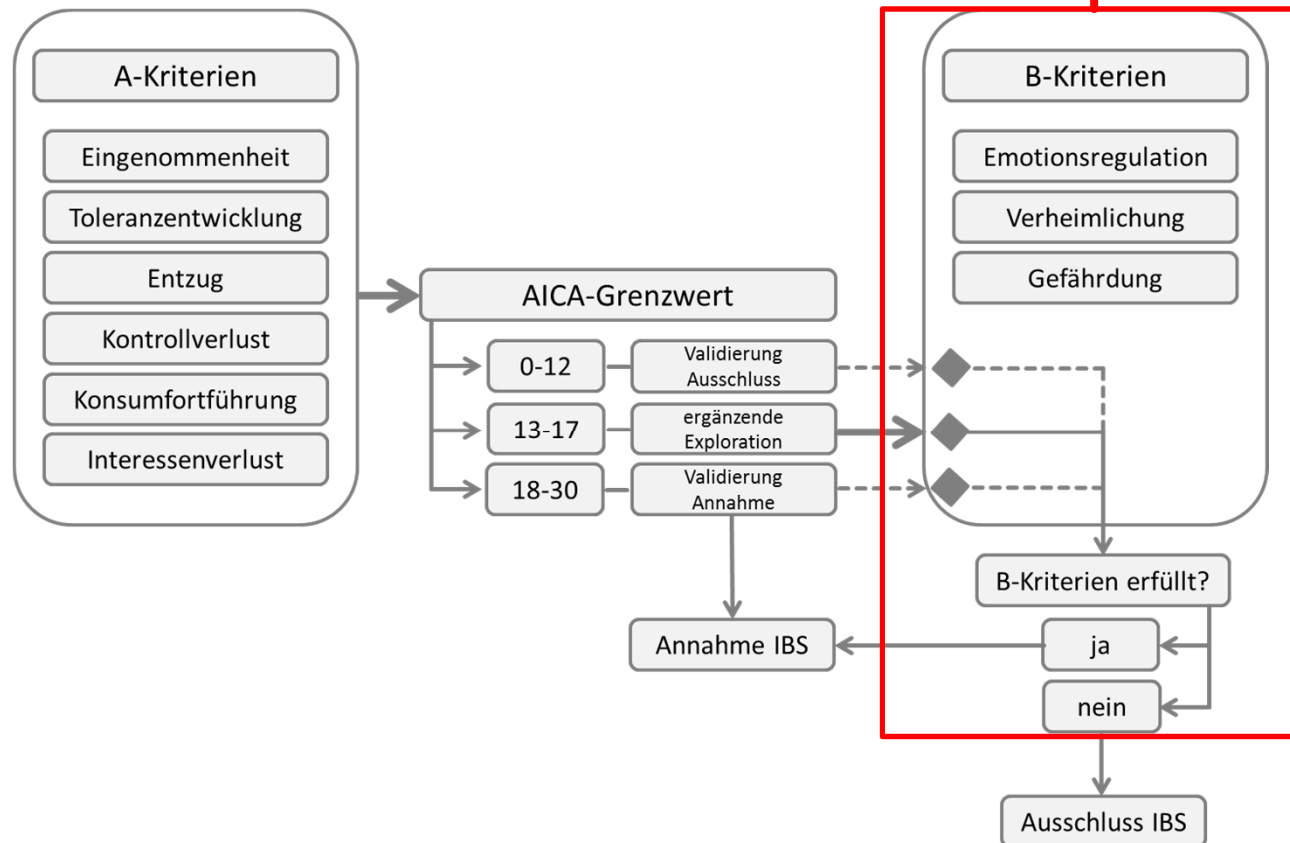 A-Kriterien
Eingenommenheit
Toleranzentwicklung
Entzug
Kontrollverlust
Konsumfortführung
Interessenverlust
AICA-Grenzwert
0-12
Validierung
Ausschluss
13-17
ergänzende
Exploration
18-30
Validierung
Annahme
B-Kriterien
Emotionsregulation
Verheimlichung
Gefährdung
B-Kriterien erfüllt?
Annahme IBS
ja
nein
Ausschluss IBS